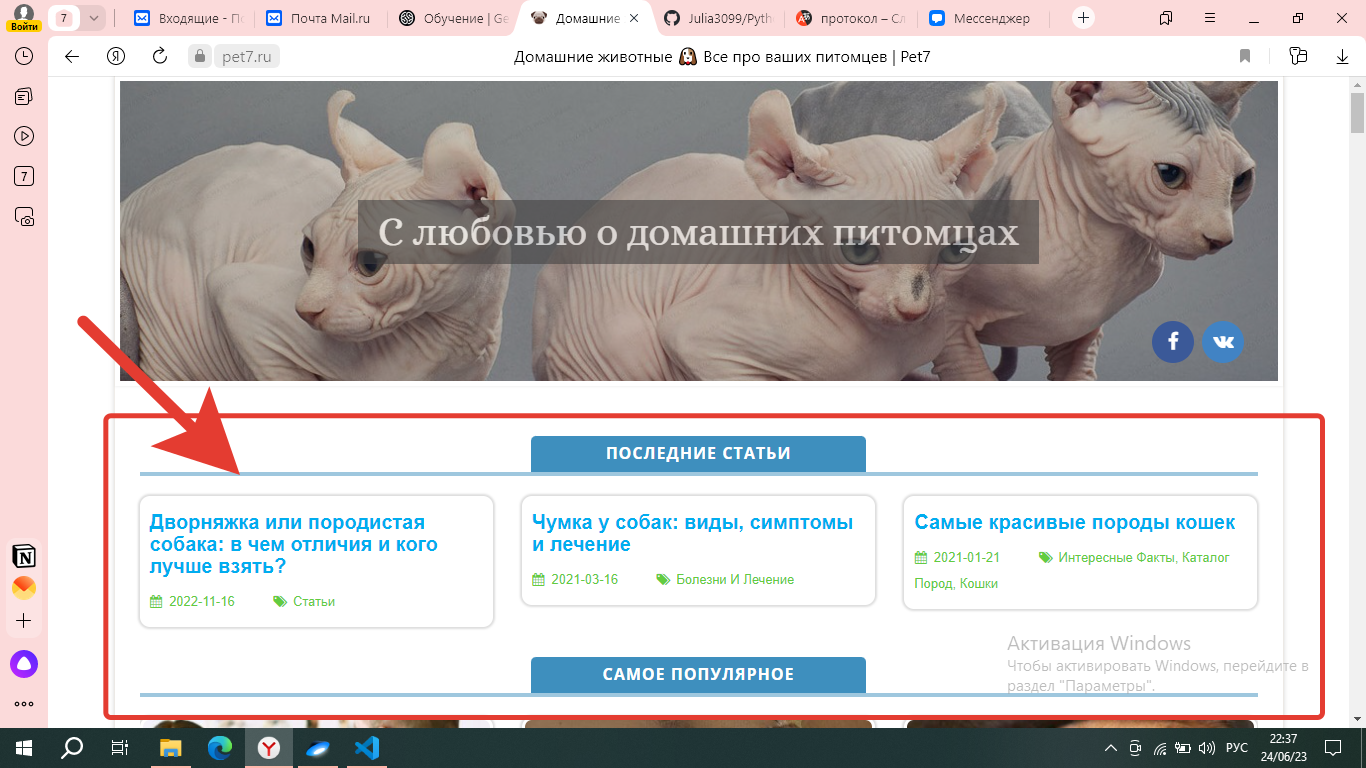 Войти
7
Входящие - По
Почта Mail.ru
Обучение | Ge
Домашние
Julia3099/Pyth
протокол – Сл
Мессенджер
pet7.ru
Домашние животные Все про ваших питомцев | Pet7
7
С любовью о домашних питомцах
ПОСЛЕДНИЕ СТАТЬИ
Дворняжка или породистая
собака: в чем отличия и кого
лучше взять?
2022-11-16 Статьи
Чумка у собак: виды, симптомы
и лечение
2021-03-16 Болезни И Лечение
Самые красивые породы кошек
2021-01-21 Интересные Факты, Каталог
Пород, Кошки
Активация Windows
Чтобы активировать Windows, перейдите в
раздел "Параметры".
САМОЕ ПОПУЛЯРНОЕ
РУС
22:37
24/06/23